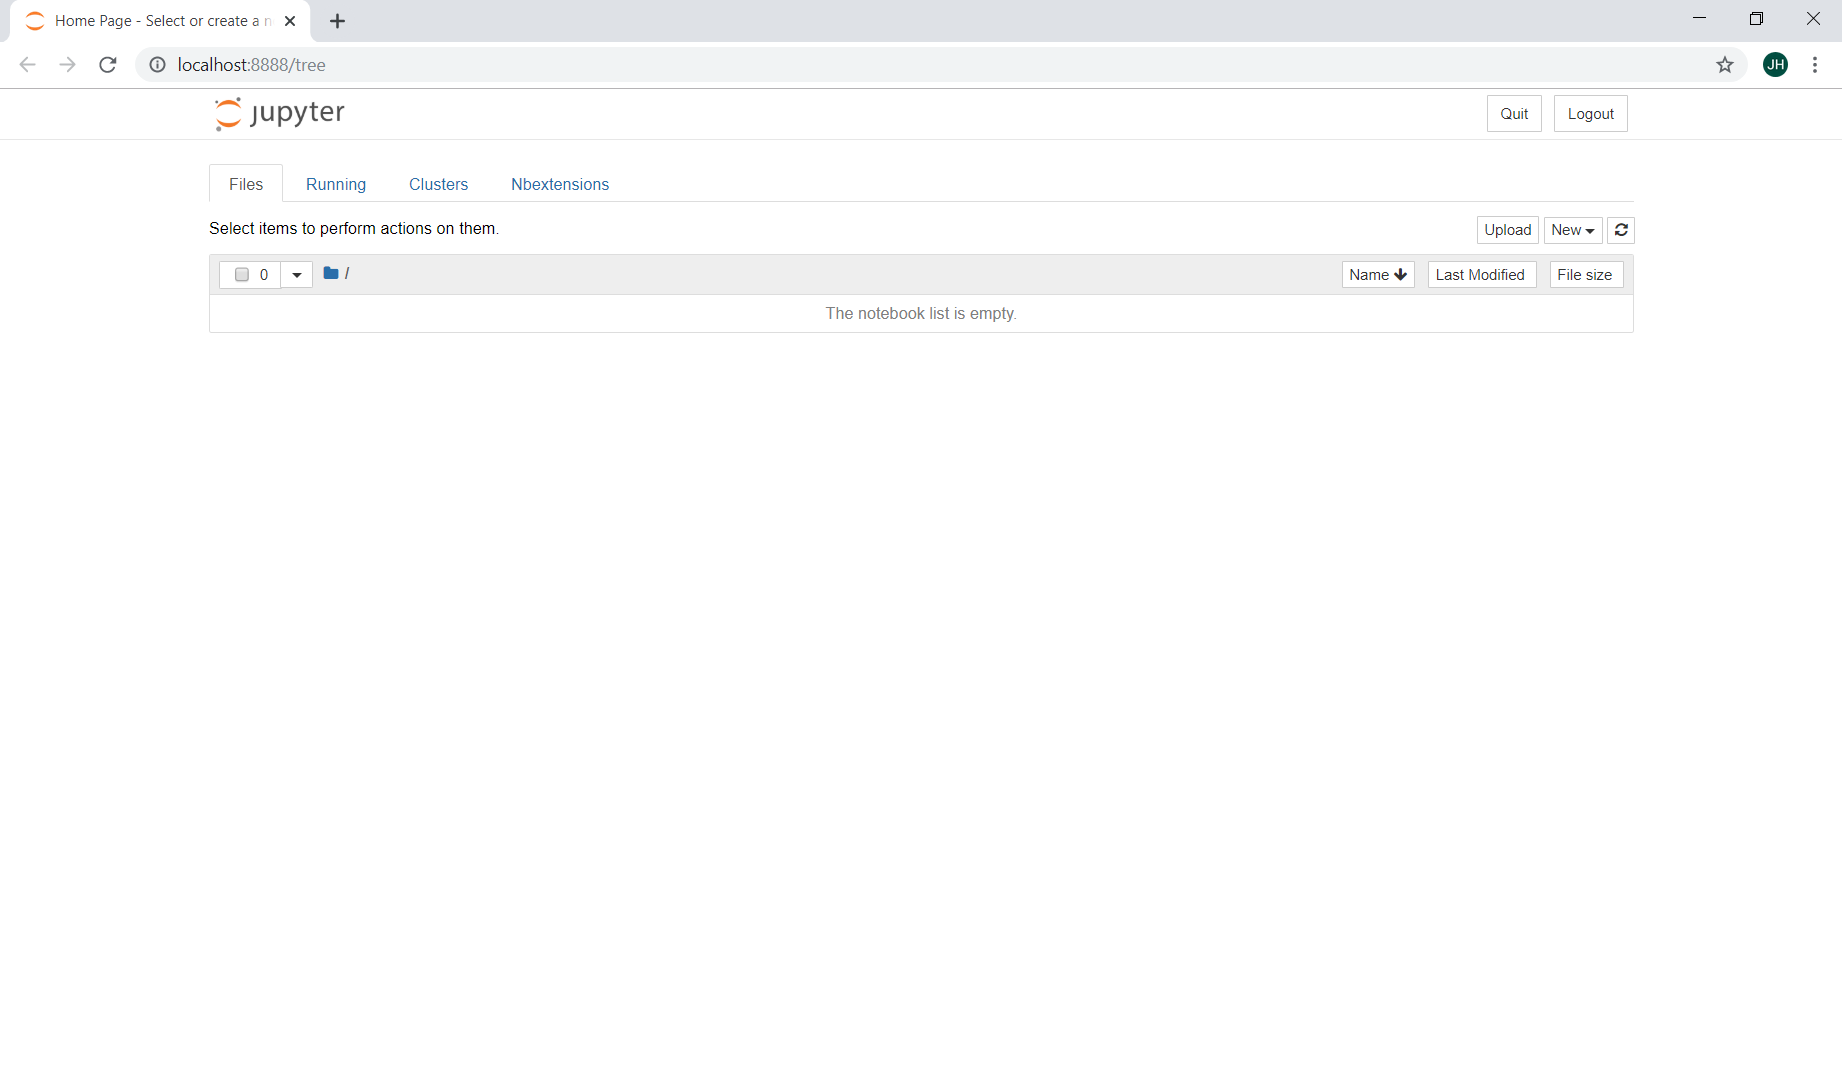 Home Page - Select or create a n
localhost:8888/tree
JH
jupyter
Quit
Logout
Files
Running
Clusters
Nbextensions
Select items to perform actions on them.
Upload
New
0
/
Name
Last Modified
File size
The notebook list is empty.